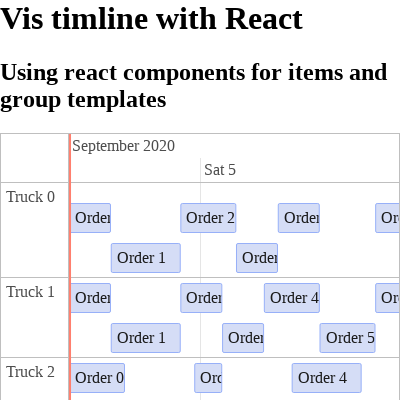 Vis timline with React
Using react components for items and
group templates
September 2020
Sat 5
Truck 0
Order
Order 2
Order
Or
Order 1
Order
Truck 1
Order
Order
Order 4
Or
Order 1
Order
Order 5
Truck 2
Order 0
Ord
Order 4